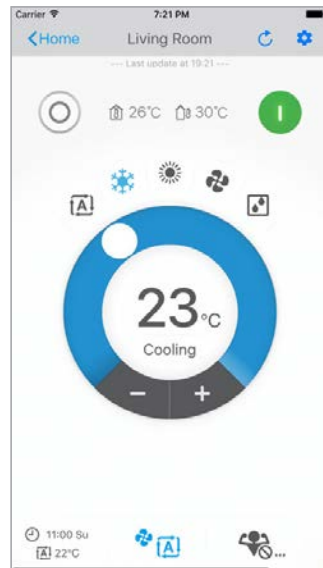 Carrier 7:21 PM
Home Living Room
--- Last update at 19:21 ---
26°C 30°C
A
23°C
Cooling
− +
11:00 Su
A 22°C A ...